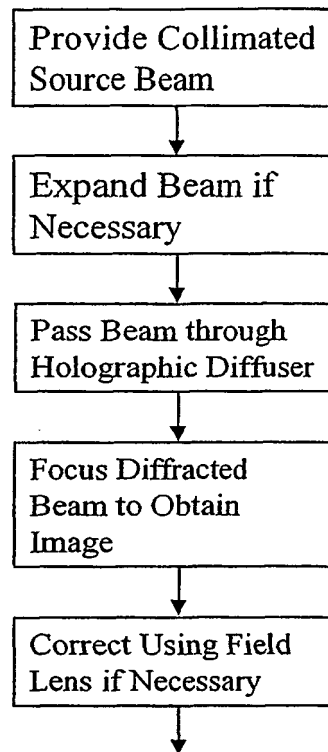 Provide Collimated
Source Beam
Expand Beam if
Necessary
Pass Beam through
Holographic Diffuser
Focus Diffracted
Beam to Obtain
Image
Correct Using Field
Lens if Necessary